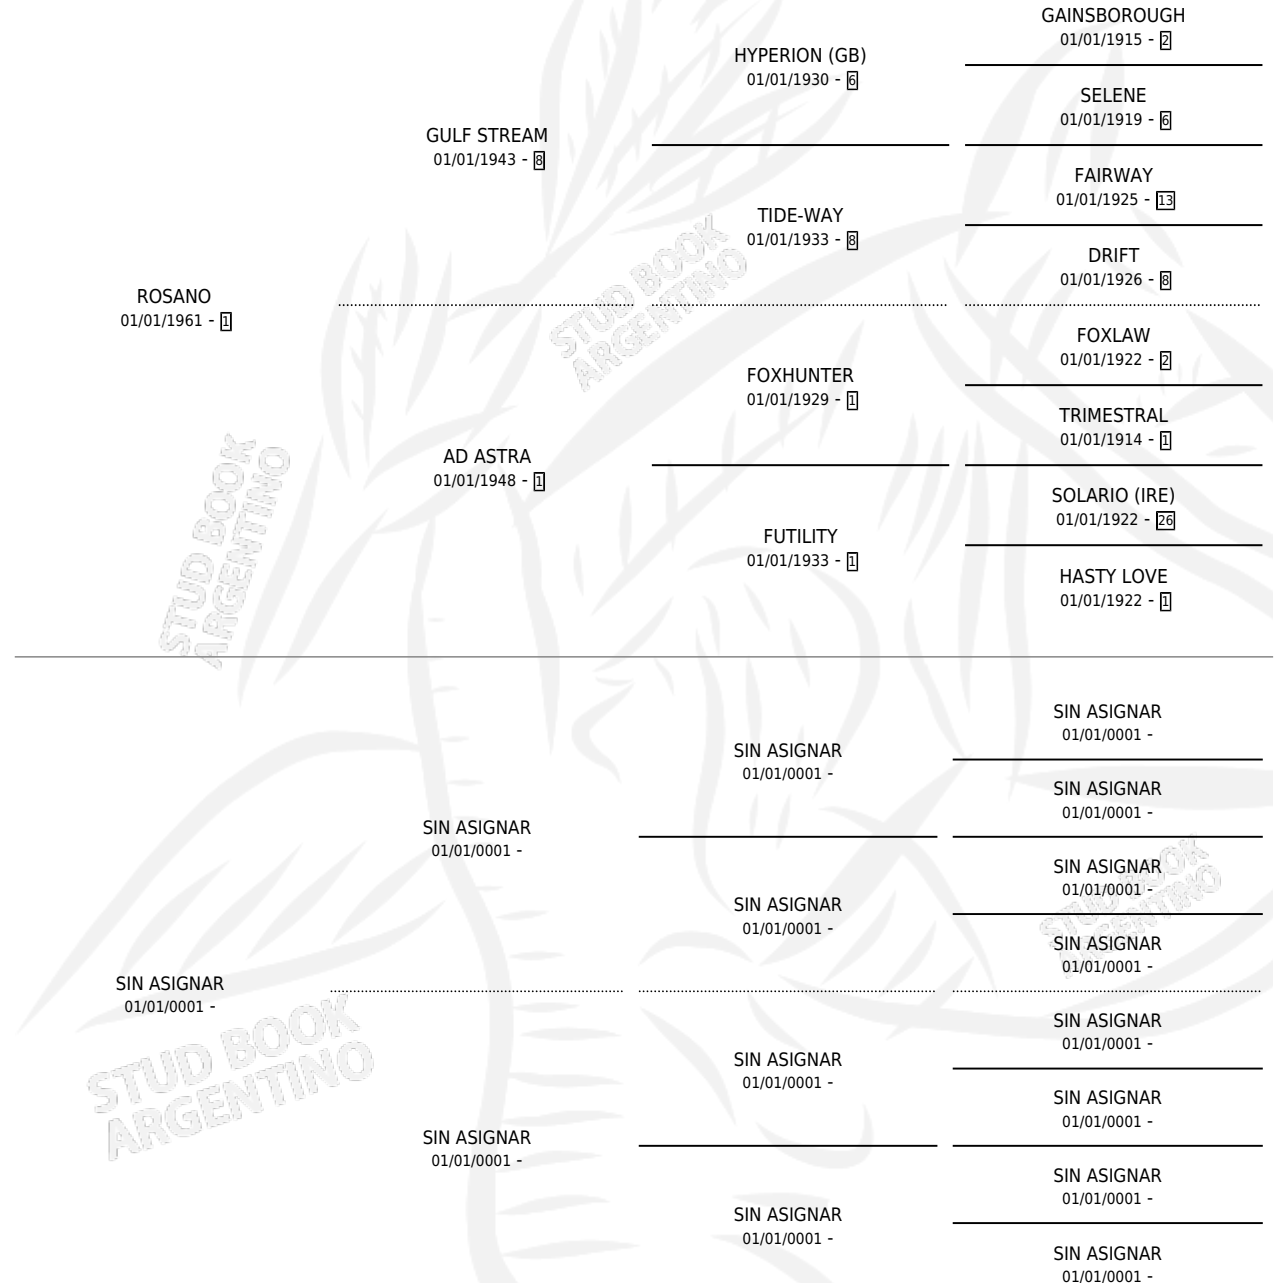 GAINSBOROUGH
01/01/1915 - 2
HYPERION (GB)
01/01/1930 - 6
SELENE
01/01/1919 - 6
GULF STREAM
01/01/1943 - 8
FAIRWAY
01/01/1925 - 13
TIDE-WAY
01/01/1933 - 8
DRIFT
01/01/1926 - 8
ROSANO
01/01/1961 - 1
FOXLAW
01/01/1922 - 2
FOXHUNTER
01/01/1929 - 1
TRIMESTRAL
01/01/1914 - 1
AD ASTRA
01/01/1948 - 1
SOLARIO (IRE)
01/01/1922 - 26
FUTILITY
01/01/1933 - 1
HASTY LOVE
01/01/1922 - 1
STUD BOOK
ARGENTINO
STUD BOOK
ARGENTINO
SIN ASIGNAR
01/01/0001 -
SIN ASIGNAR
01/01/0001 -
SIN ASIGNAR
01/01/0001 -
SIN ASIGNAR
01/01/0001 -
SIN ASIGNAR
01/01/0001 -
SIN ASIGNAR
01/01/0001 -
SIN ASIGNAR
01/01/0001 -
SIN ASIGNAR
01/01/0001 -
SIN ASIGNAR
01/01/0001 -
SIN ASIGNAR
01/01/0001 -
SIN ASIGNAR
01/01/0001 -
SIN ASIGNAR
01/01/0001 -
SIN ASIGNAR
01/01/0001 -
SIN ASIGNAR
01/01/0001 -
SIN ASIGNAR
01/01/0001 -
STUD BOOK
ARGENTINO
STUD BOOK
ARGENTINO